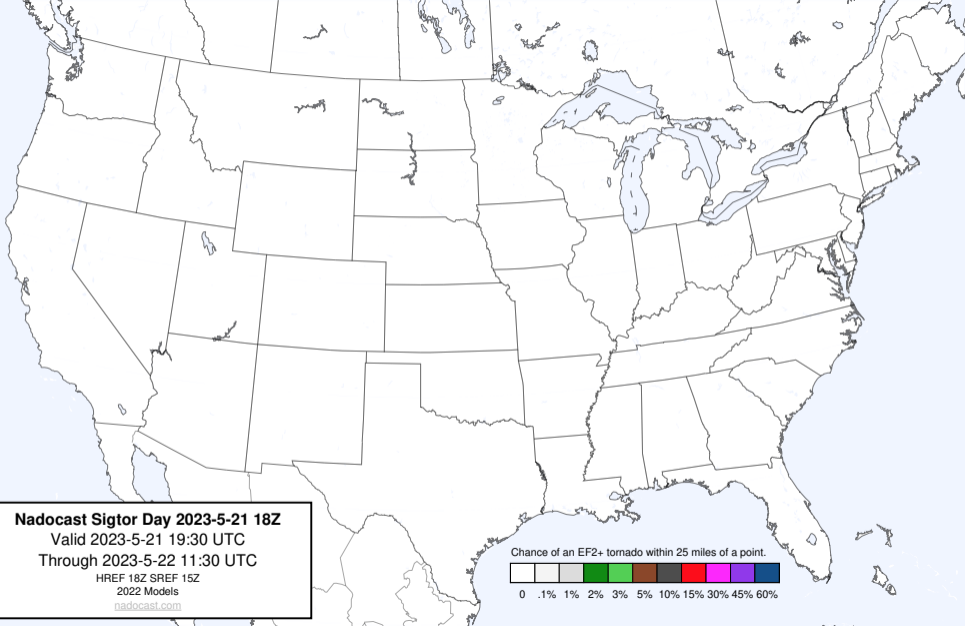 Nadocast Sigtor Day 2023-5-21 18Z
Valid 2023-5-21 19:30 UTC
Through 2023-5-22 11:30 UTC
HREF 18Z SREF 15Z
2022 Models
nadocast.com
Chance of an EF2+ tornado within 25 miles of a point.
0 .1% 1% 2% 3% 5% 10% 15% 30% 45% 60%